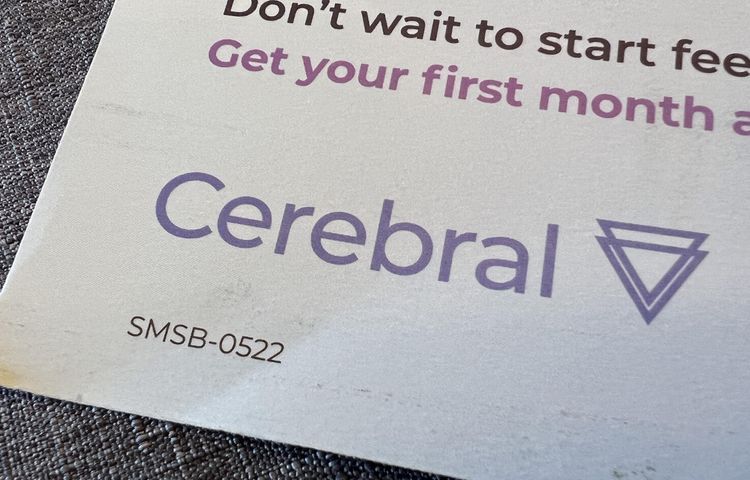 Don't wait to start fee
Get your first month a
Cerebral
SMSB-0522